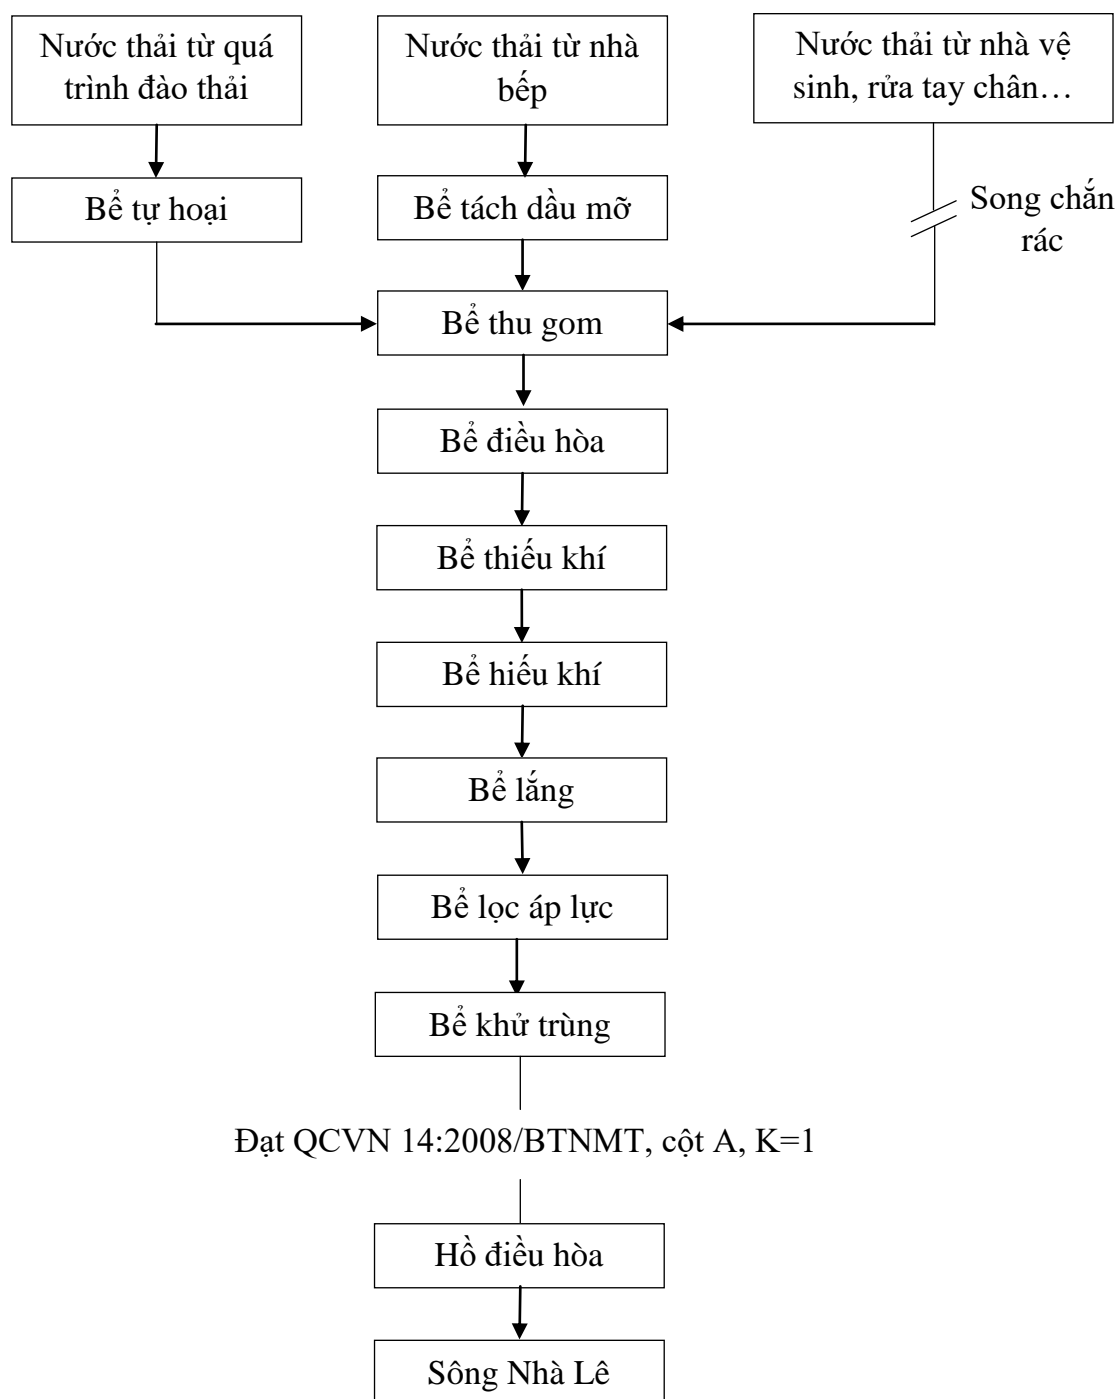 Nước thải từ quá
trình đào thải
Nước thải từ nhà
bếp
Nước thải từ nhà vệ
sinh, rửa tay chân…
Bể tự hoại
Bể tách dầu mỡ
Song chắn
rác
Bể thu gom
Bể điều hòa
Bể thiếu khí
Bể hiếu khí
Bể lắng
Bể lọc áp lực
Bể khử trùng
Đạt QCVN 14:2008/BTNMT, cột A, K=1
Hồ điều hòa
Sông Nhà Lê